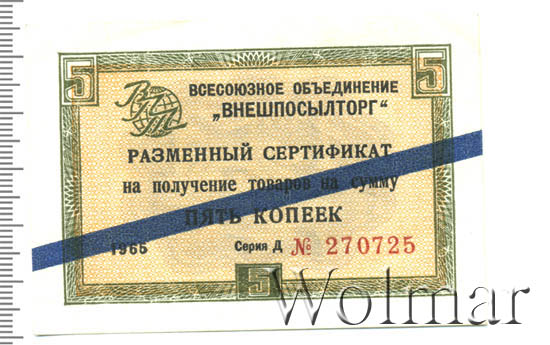 5 5
ВПТ
ВСЕСОЮЗНОЕ ОБЪЕДИНЕНИЕ
„ВНЕШПОСЫЛТОРГ“
РАЗМЕННЫЙ СЕРТИФИКАТ
на получение товаров на сумму
ПЯТЬ КОПЕЕК
1965 Серия Д № 270725
5
Wolmar